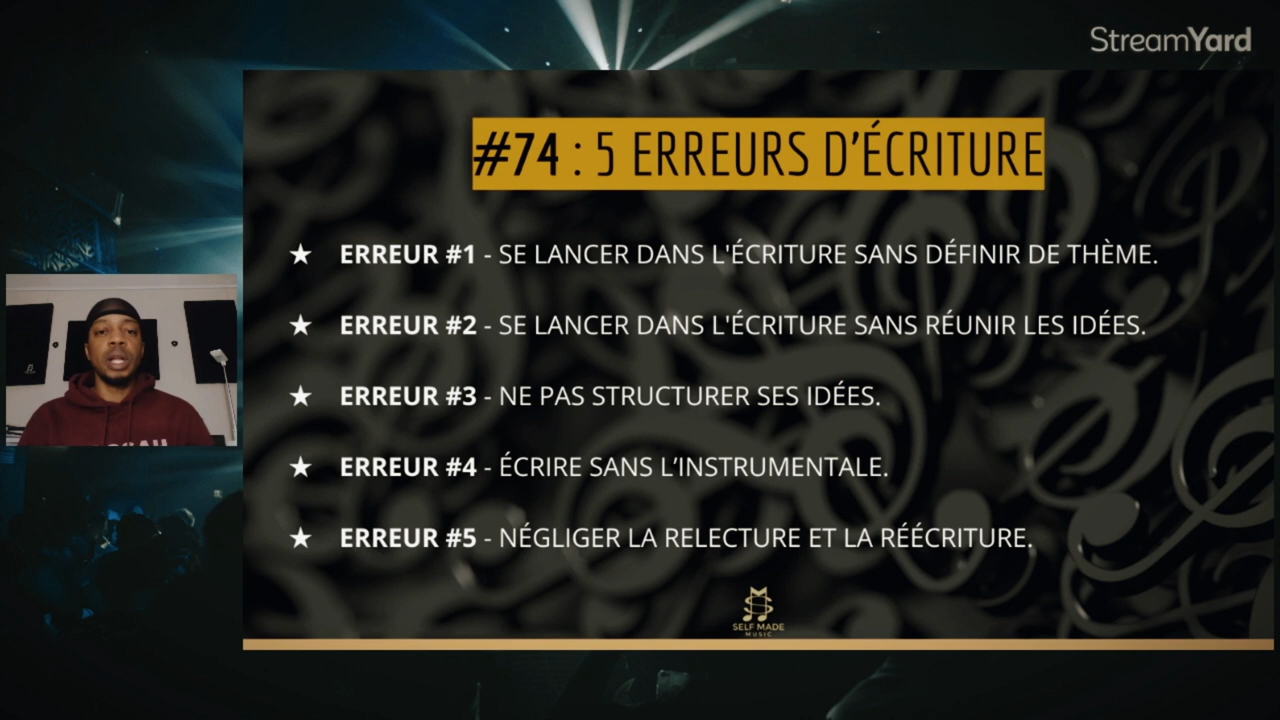 StreamYard
#74 : 5 ERREURS D'ÉCRITURE
★ ERREUR #1 - SE LANCER DANS L'ÉCRITURE SANS DÉFINIR DE THÈME.
★ ERREUR #2 - SE LANCER DANS L'ÉCRITURE SANS RÉUNIR LES IDÉES.
★ ERREUR #3 - NE PAS STRUCTURER SES IDÉES.
★ ERREUR #4 - ÉCRIRE SANS L’INSTRUMENTALE.
★ ERREUR #5 - NÉGLIGER LA RELECTURE ET LA RÉÉCRITURE.
SELF MADE
MUSIC